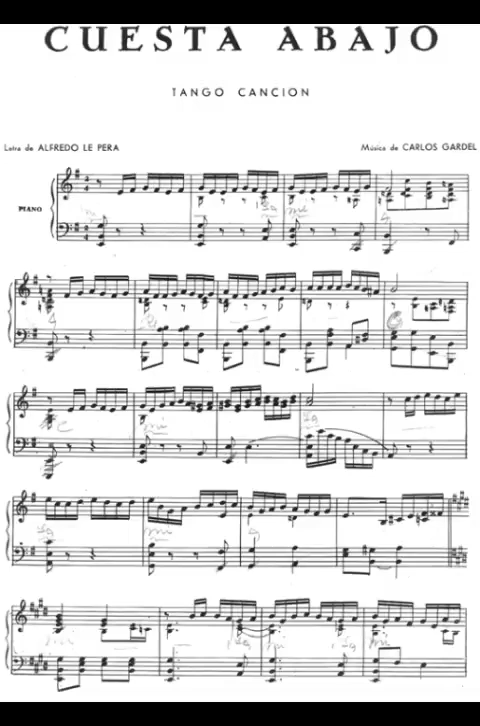 CUESTA ABAJO
TANGO CANCION
Letra de ALFREDO LE PERA
Música de CARLOS GARDEL
PIANO